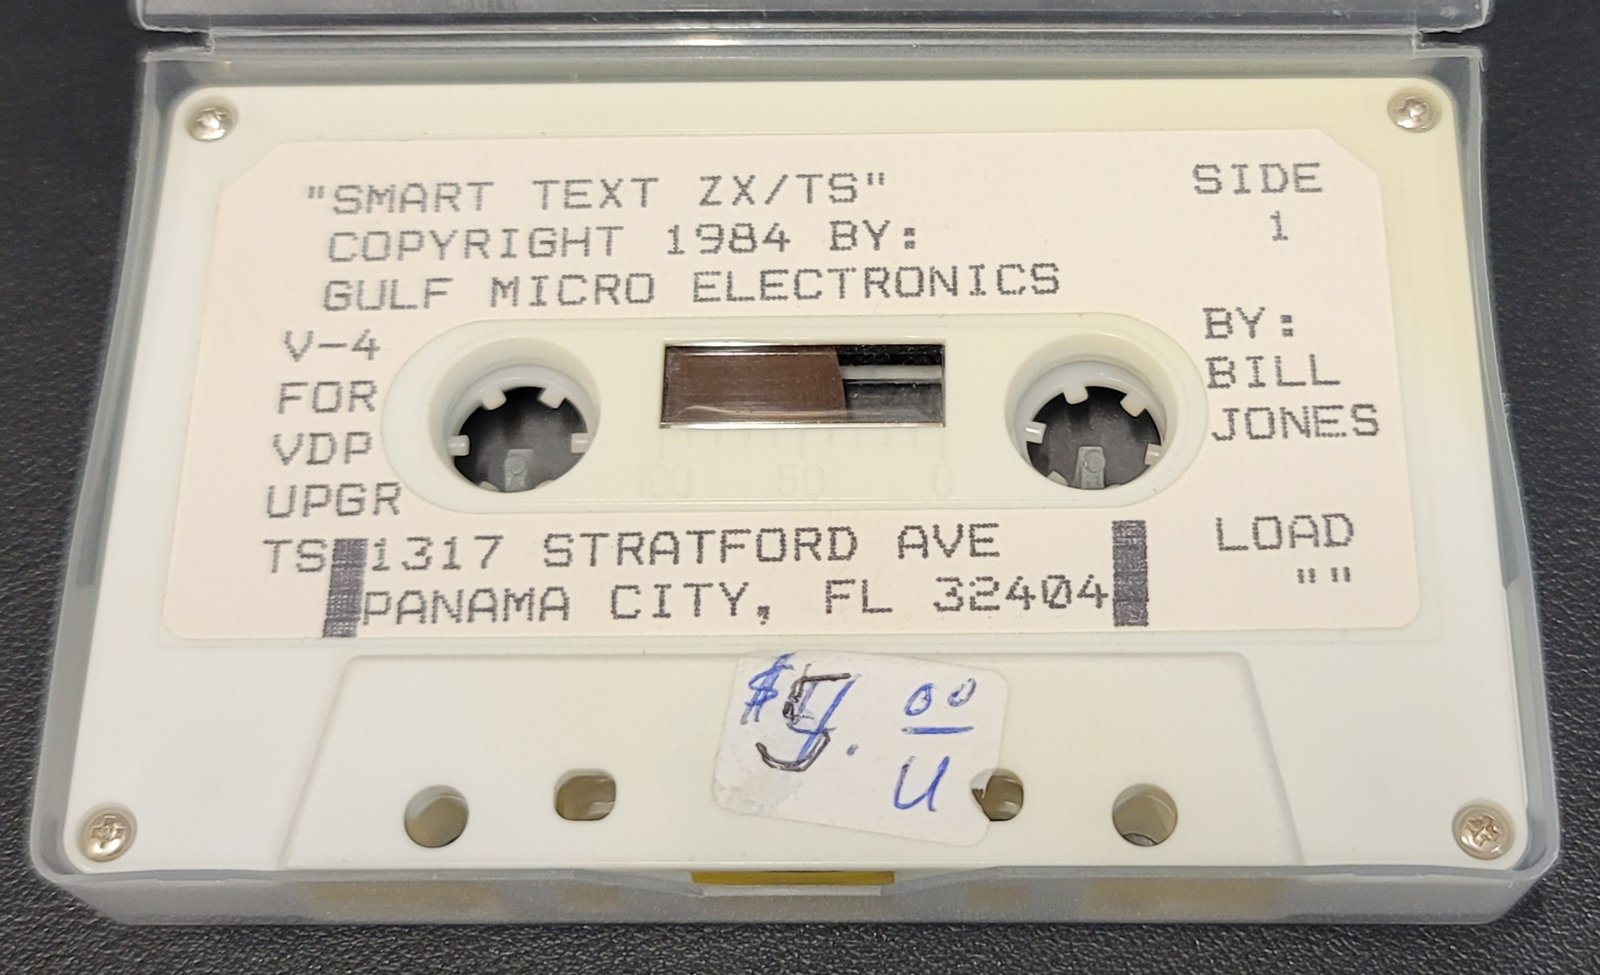 "SMART TEXT ZX/TS"
COPYRIGHT 1984 BY:
GULF MICRO ELECTRONICS
SIDE
1
V-4
FOR
VDP
UPGR
TS
BY:
BILL
JONES
100 50 0
1317 STRATFORD AVE
PANAMA CITY, FL 32404
LOAD
""
$5.00
U